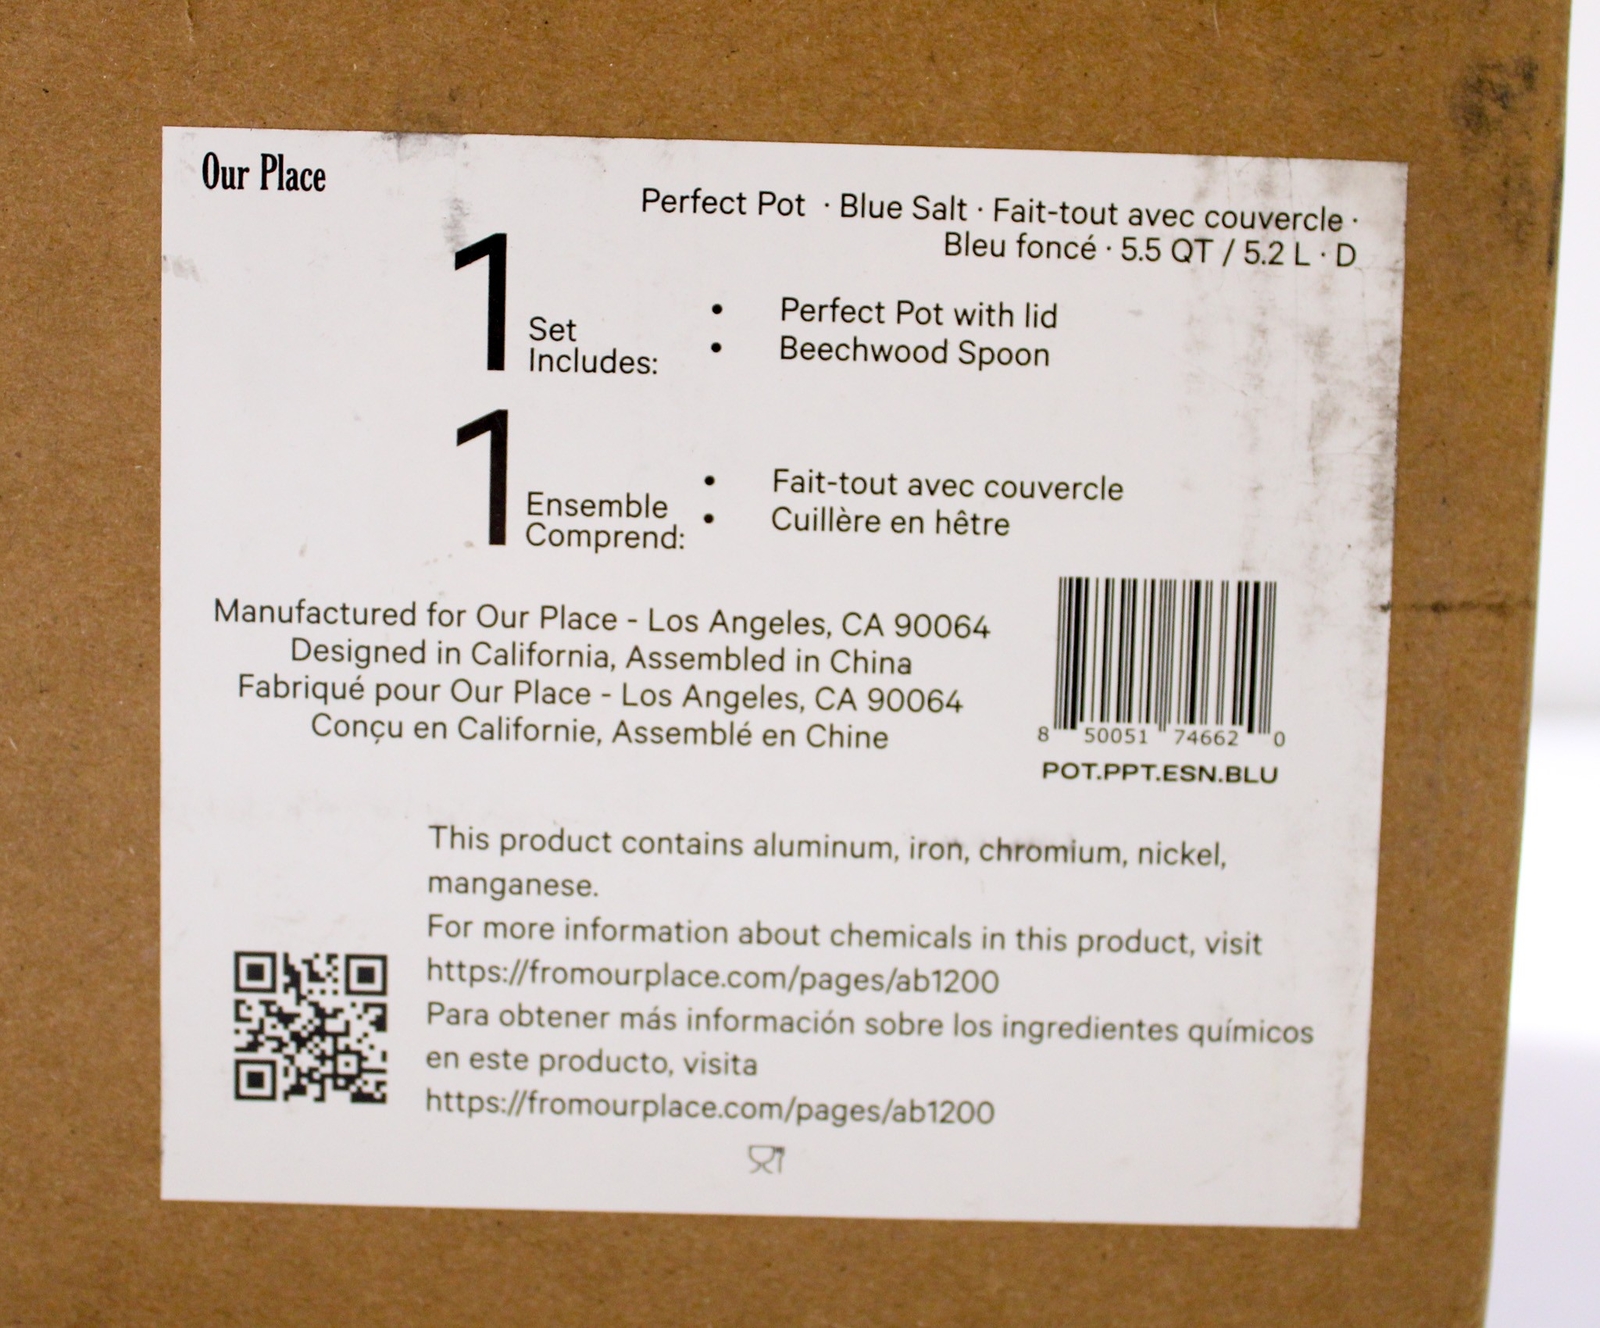 Our Place
Perfect Pot · Blue Salt · Fait-tout avec couvercle ·
Bleu foncé · 5.5 QT / 5.2 L · D
1 Set
Includes:
• Perfect Pot with lid
• Beechwood Spoon
1 Ensemble
Comprend:
• Fait-tout avec couvercle
• Cuillère en hêtre
Manufactured for Our Place - Los Angeles, CA 90064
Designed in California, Assembled in China
Fabriqué pour Our Place - Los Angeles, CA 90064
Conçu en Californie, Assemblé en Chine
8 50051 74662 0
POT.PPT.ESN.BLU
This product contains aluminum, iron, chromium, nickel,
manganese.
For more information about chemicals in this product, visit
https://fromourplace.com/pages/ab1200
Para obtener más información sobre los ingredientes químicos
en este producto, visita
https://fromourplace.com/pages/ab1200